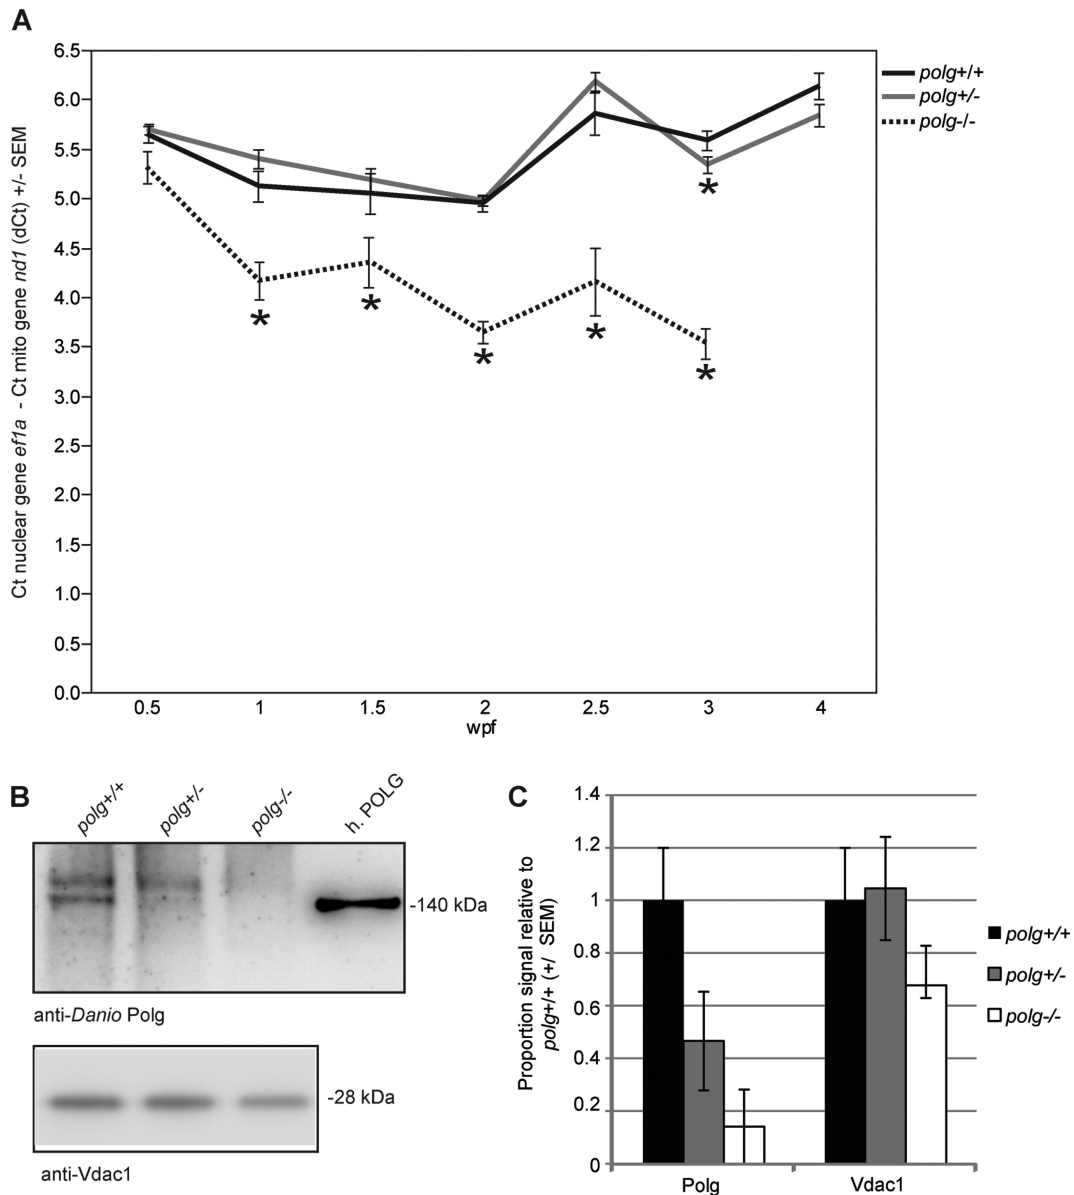 A
Ct nuclear gene ef1a - Ct mito gene nd1 (dCt) +/- SEM
6.5
6.0
5.5
5.0
4.5
4.0
3.5
3.0
2.5
2.0
1.5
1.0
0.5
0.0
0.5 1 1.5 2 2.5 3 4
wpf
polg+/+
polg+/-
polg-/-
* * * * * * 
B
polg+/+ polg+/- polg-/- h. POLG
-140 kDa
anti-Danio Polg
-28 kDa
anti-Vdac1
C
Proportion signal relative to
polg+/+ (+/ SEM)
1.4
1.2
1
0.8
0.6
0.4
0.2
0
Polg Vdac1
polg+/+
polg+/-
polg-/-